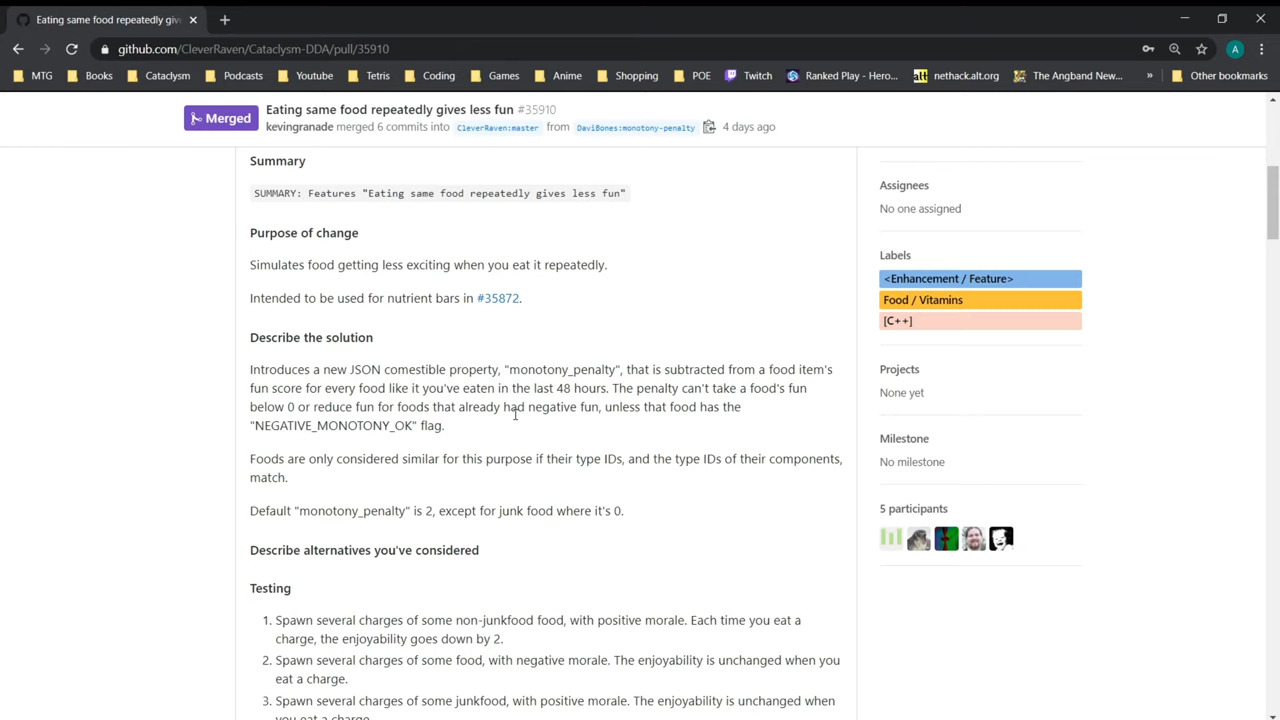 Eating same food repeatedly giv
github.com/CleverRaven/Cataclysm-DDA/pull/35910
A
MTG Books Cataclysm Podcasts Youtube Tetris Coding Games Anime Shopping POE Twitch Ranked Play - Hero... alt nethack.alt.org The Angband New... » Other bookmarks
Merged
Eating same food repeatedly gives less fun #35910
kevingranade merged 6 commits into CleverRaven:master from DaviBones:monotony-penalty 4 days ago
Summary
SUMMARY: Features "Eating same food repeatedly gives less fun"
Purpose of change
Simulates food getting less exciting when you eat it repeatedly.
Intended to be used for nutrient bars in #35872.
Describe the solution
Introduces a new JSON comestible property, "monotony_penalty", that is subtracted from a food item's
fun score for every food like it you've eaten in the last 48 hours. The penalty can't take a food's fun
below 0 or reduce fun for foods that already had negative fun, unless that food has the
"NEGATIVE_MONOTONY_OK" flag.
Foods are only considered similar for this purpose if their type IDs, and the type IDs of their components,
match.
Default "monotony_penalty" is 2, except for junk food where it's 0.
Describe alternatives you've considered
Testing
1. Spawn several charges of some non-junkfood food, with positive morale. Each time you eat a
charge, the enjoyability goes down by 2.
2. Spawn several charges of some food, with negative morale. The enjoyability is unchanged when you
eat a charge.
3. Spawn several charges of some junkfood, with positive morale. The enjoyability is unchanged when
you eat a charge.
Assignees
No one assigned
Labels
<Enhancement / Feature>
Food / Vitamins
[C++]
Projects
None yet
Milestone
No milestone
5 participants